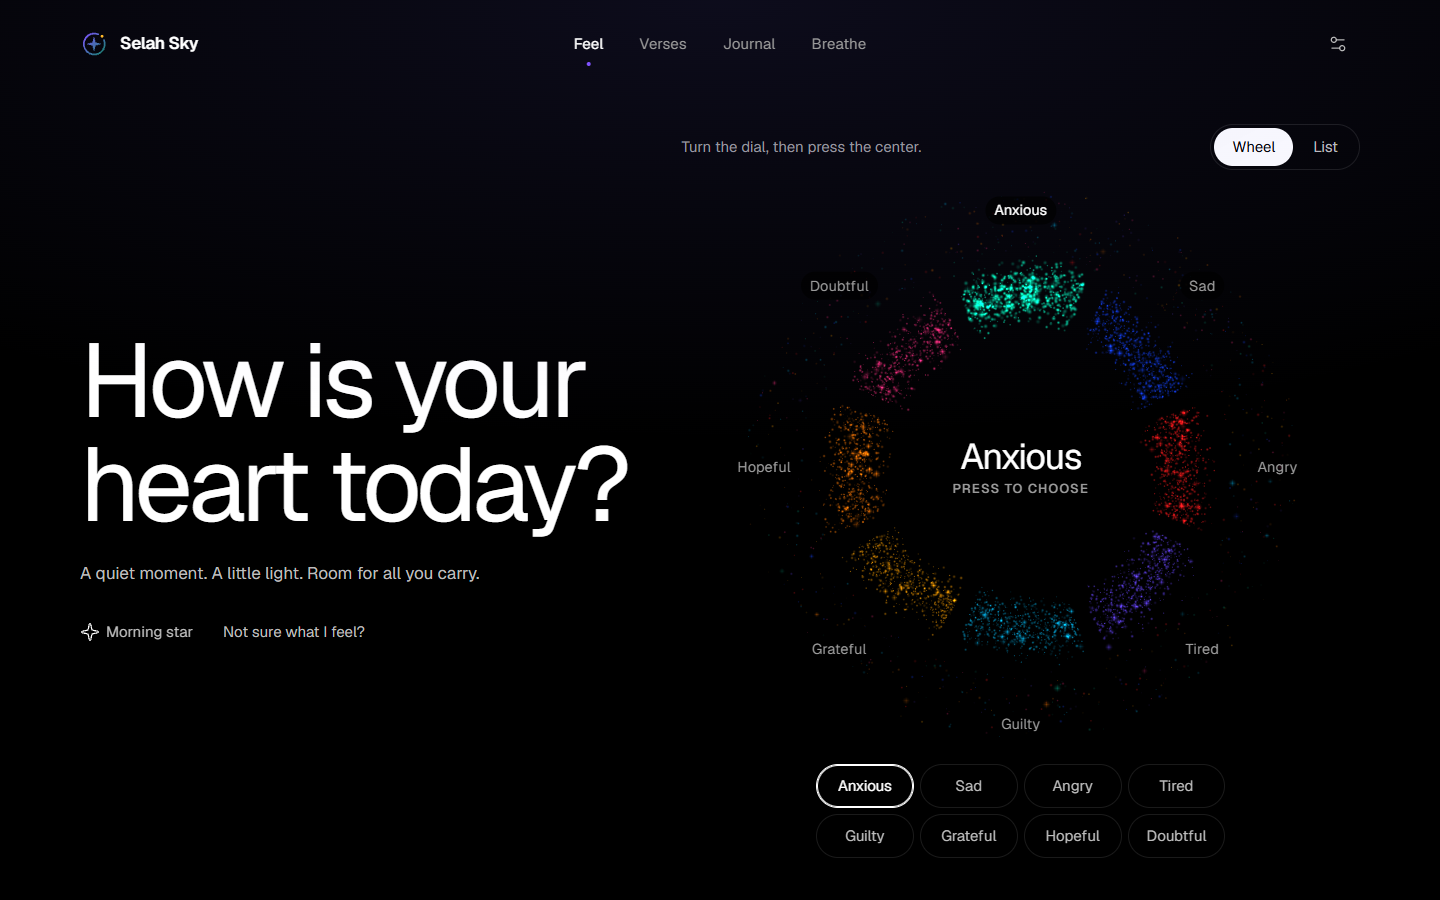 Selah Sky
Feel
Verses
Journal
Breathe
Turn the dial, then press the center.
Wheel
List
How is your
heart today?
A quiet moment. A little light. Room for all you carry.
Morning star
Not sure what I feel?
Anxious
Doubtful
Sad
Hopeful
Anxious
PRESS TO CHOOSE
Angry
Grateful
Tired
Guilty
Anxious
Sad
Angry
Tired
Guilty
Grateful
Hopeful
Doubtful